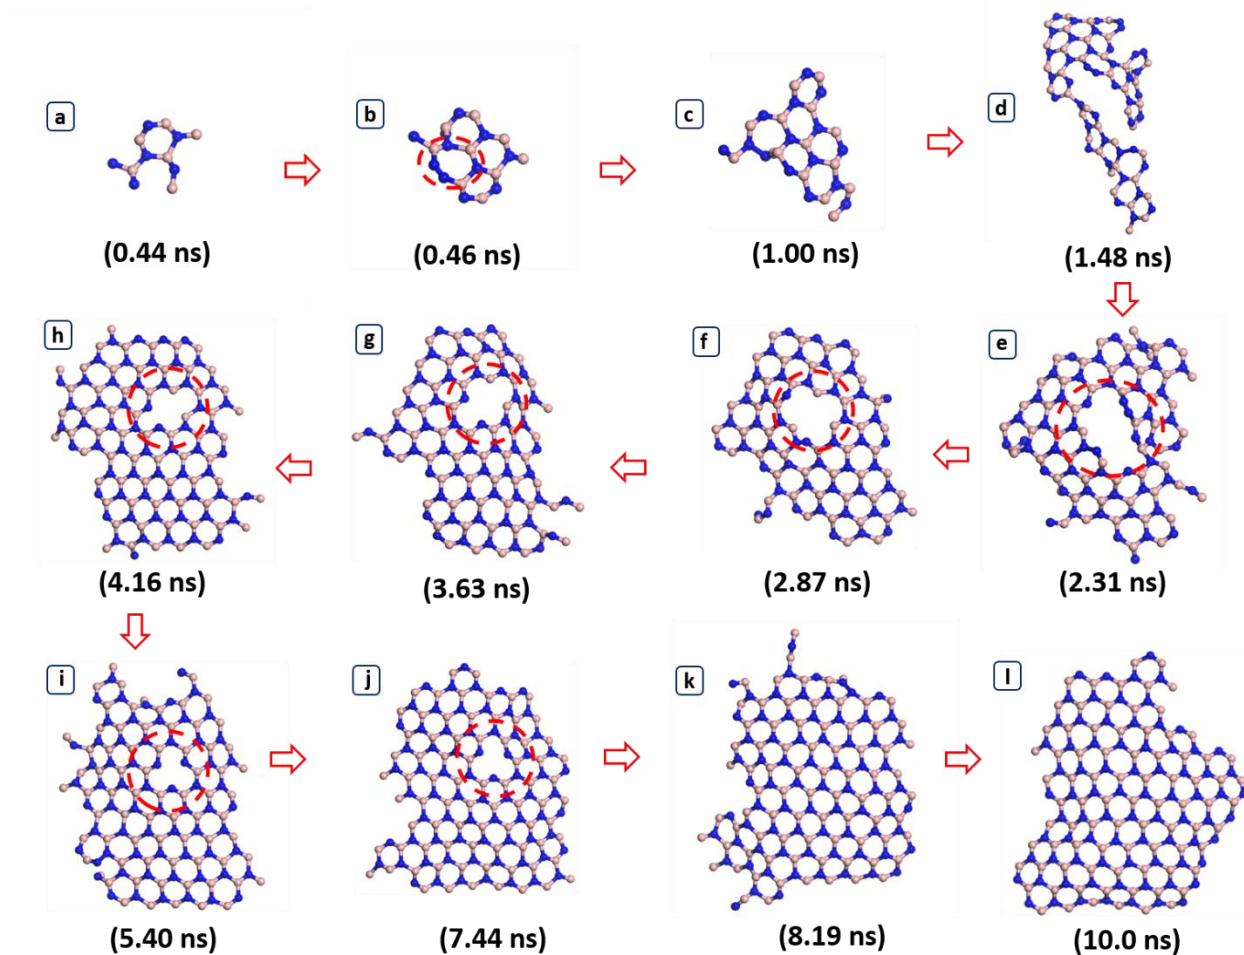 a
b
c
d
(0.44 ns)
(0.46 ns)
(1.00 ns)
(1.48 ns)
h
g
f
e
(4.16 ns)
(3.63 ns)
(2.87 ns)
(2.31 ns)
i
j
k
l
(5.40 ns)
(7.44 ns)
(8.19 ns)
(10.0 ns)